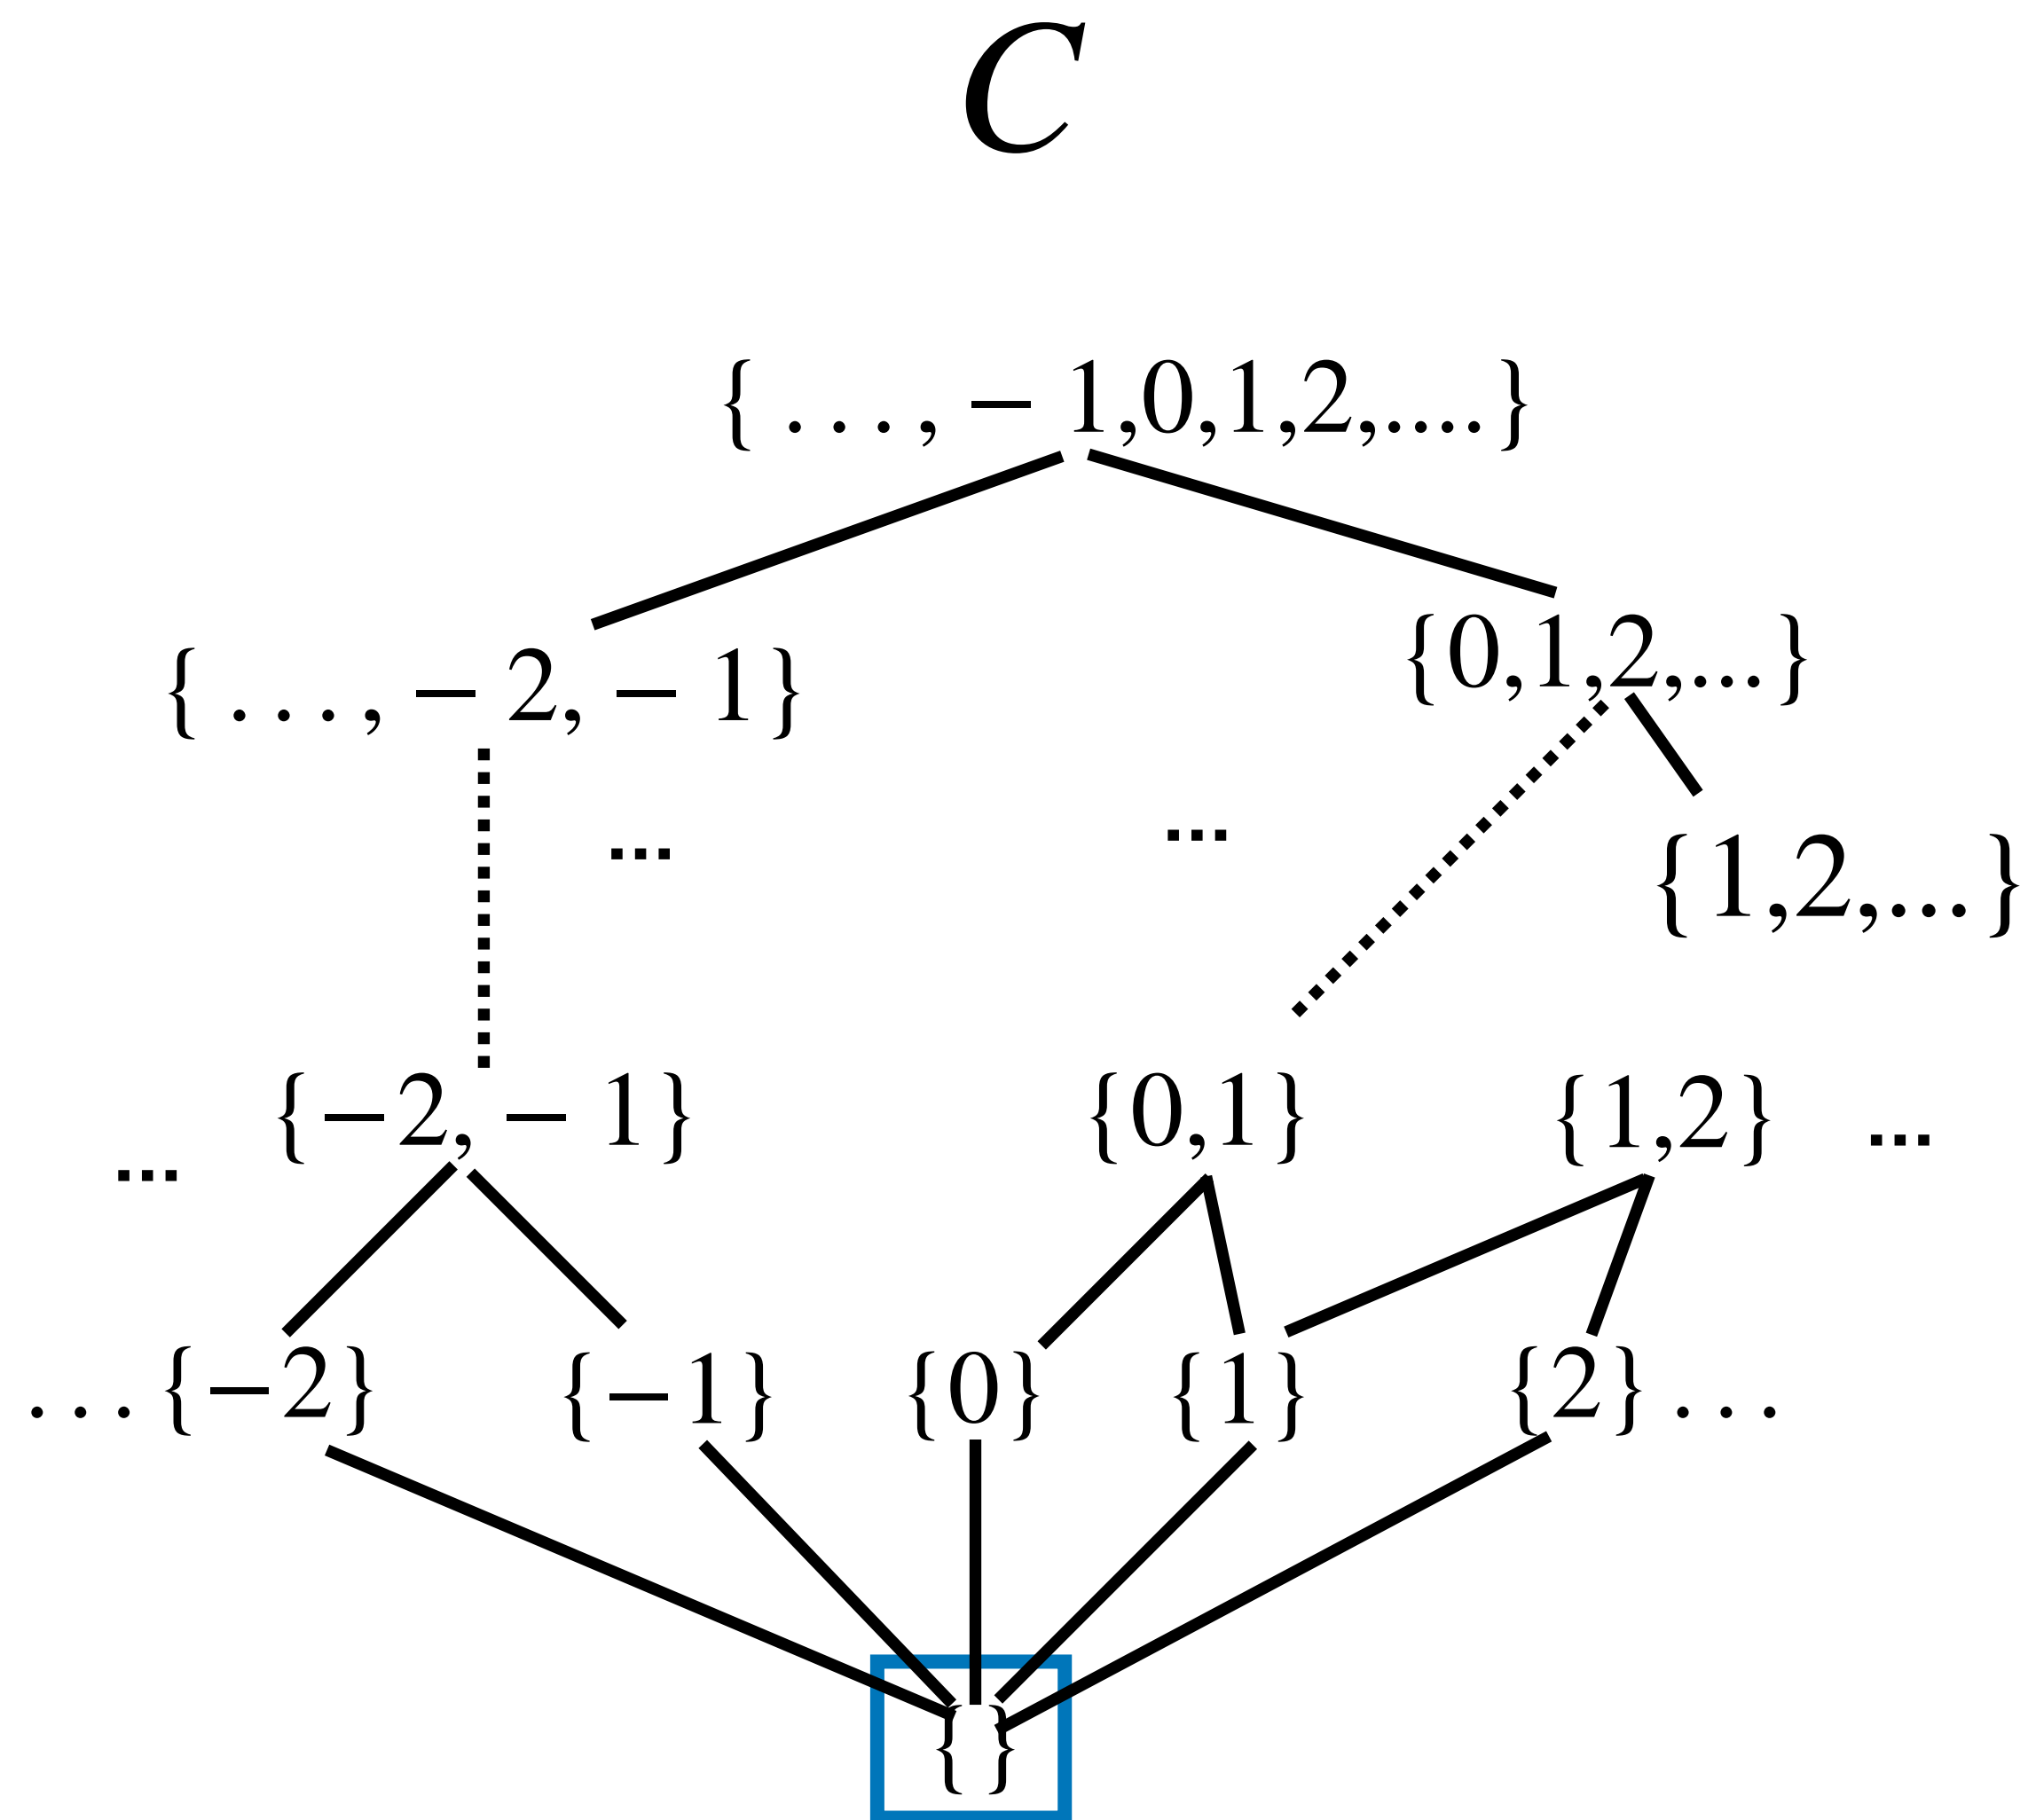 C
{ . . . , − 1,0,1,2,.....}
{ . . . , − 2, − 1}
{0,1,2,...}
... ...
{1,2,...}
{−2, − 1} {0,1} {1,2} ...
...
. . . {−2} {−1} {0} {1} {2} . . .
{ }